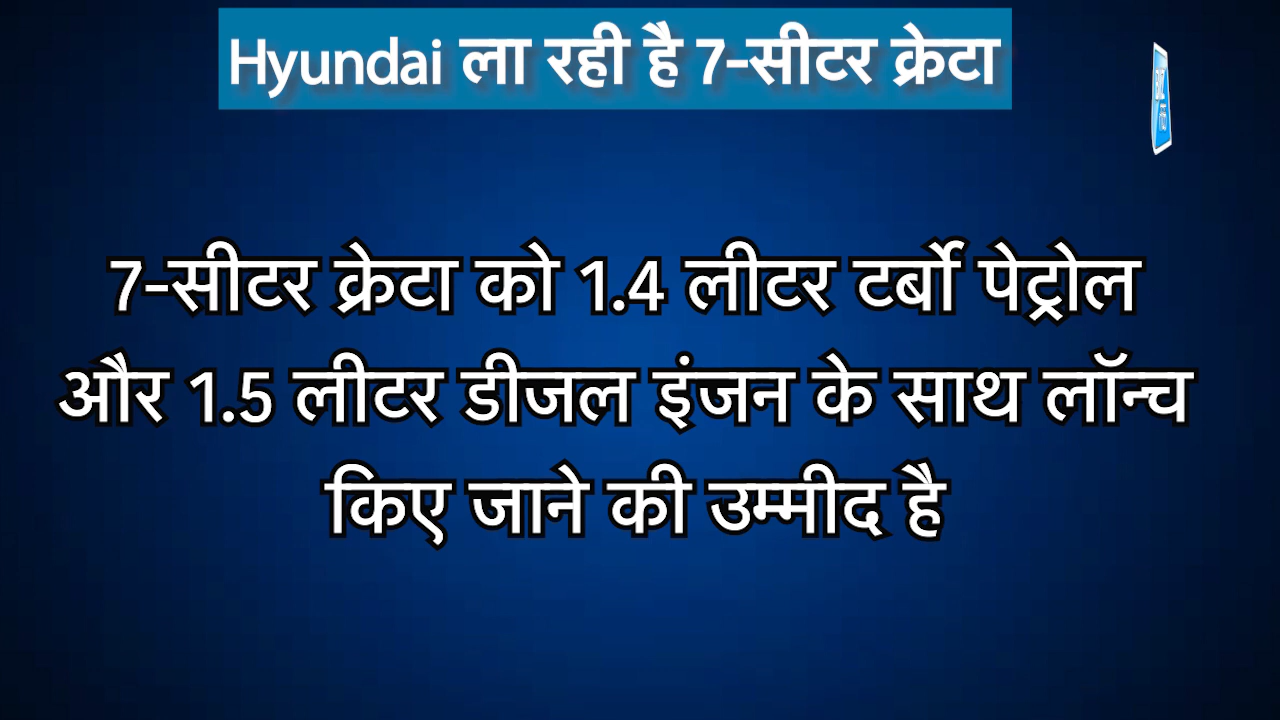 Hyundai ला रही है 7-सीटर क्रेटा
7-सीटर क्रेटा को 1.4 लीटर टर्बो पेट्रोल
और 1.5 लीटर डीजल इंजन के साथ लॉन्च
किए जाने की उम्मीद है